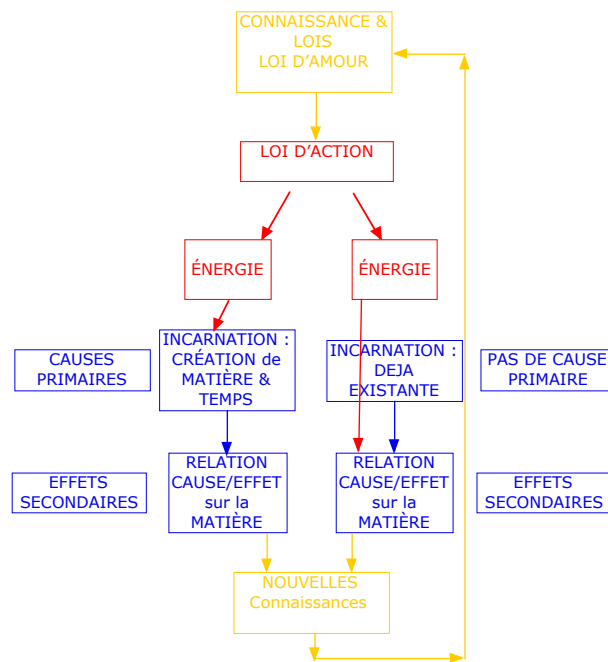 CONNAISSANCE &
LOIS
LOI D’AMOUR
LOI D’ACTION
ÉNERGIE
ÉNERGIE
CAUSES
PRIMAIRES
INCARNATION :
CRÉATION de
MATIÈRE &
TEMPS
INCARNATION :
DEJA
EXISTANTE
PAS DE CAUSE
PRIMAIRE
EFFETS
SECONDAIRES
RELATION
CAUSE/EFFET
sur la
MATIÈRE
RELATION
CAUSE/EFFET
sur la
MATIÈRE
EFFETS
SECONDAIRES
NOUVELLES
Connaissances